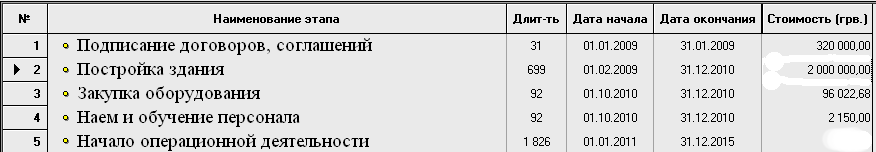 № Наименование этапа Длит-ть Дата начала Дата окончания Стоимость (грв.)
1 Подписание договоров, соглашений 31 01.01.2009 31.01.2009 320 000,00
2 Постройка здания 699 01.02.2009 31.12.2010 2 000 000,00
3 Закупка оборудования 92 01.10.2010 31.12.2010 96 022,68
4 Наем и обучение персонала 92 01.10.2010 31.12.2010 2 150,00
5 Начало операционной деятельности 1 826 01.01.2011 31.12.2015